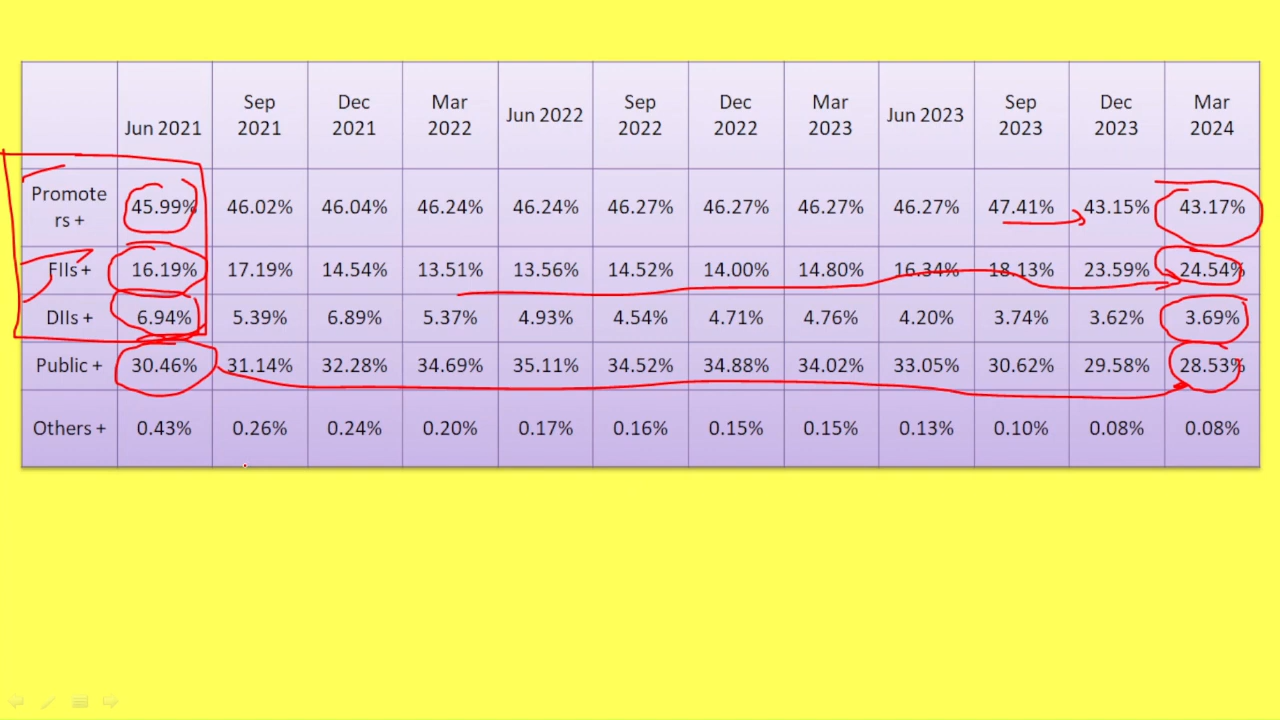 Jun 2021 Sep 2021 Dec 2021 Mar 2022 Jun 2022 Sep 2022 Dec 2022 Mar 2023 Jun 2023 Sep 2023 Dec 2023 Mar 2024
Promote
rs + 45.99% 46.02% 46.04% 46.24% 46.24% 46.27% 46.27% 46.27% 46.27% 47.41% 43.15% 43.17%
FIIs + 16.19% 17.19% 14.54% 13.51% 13.56% 14.52% 14.00% 14.80% 16.34% 18.13% 23.59% 24.54%
DIIs + 6.94% 5.39% 6.89% 5.37% 4.93% 4.54% 4.71% 4.76% 4.20% 3.74% 3.62% 3.69%
Public + 30.46% 31.14% 32.28% 34.69% 35.11% 34.52% 34.88% 34.02% 33.05% 30.62% 29.58% 28.53%
Others + 0.43% 0.26% 0.24% 0.20% 0.17% 0.16% 0.15% 0.15% 0.13% 0.10% 0.08% 0.08%